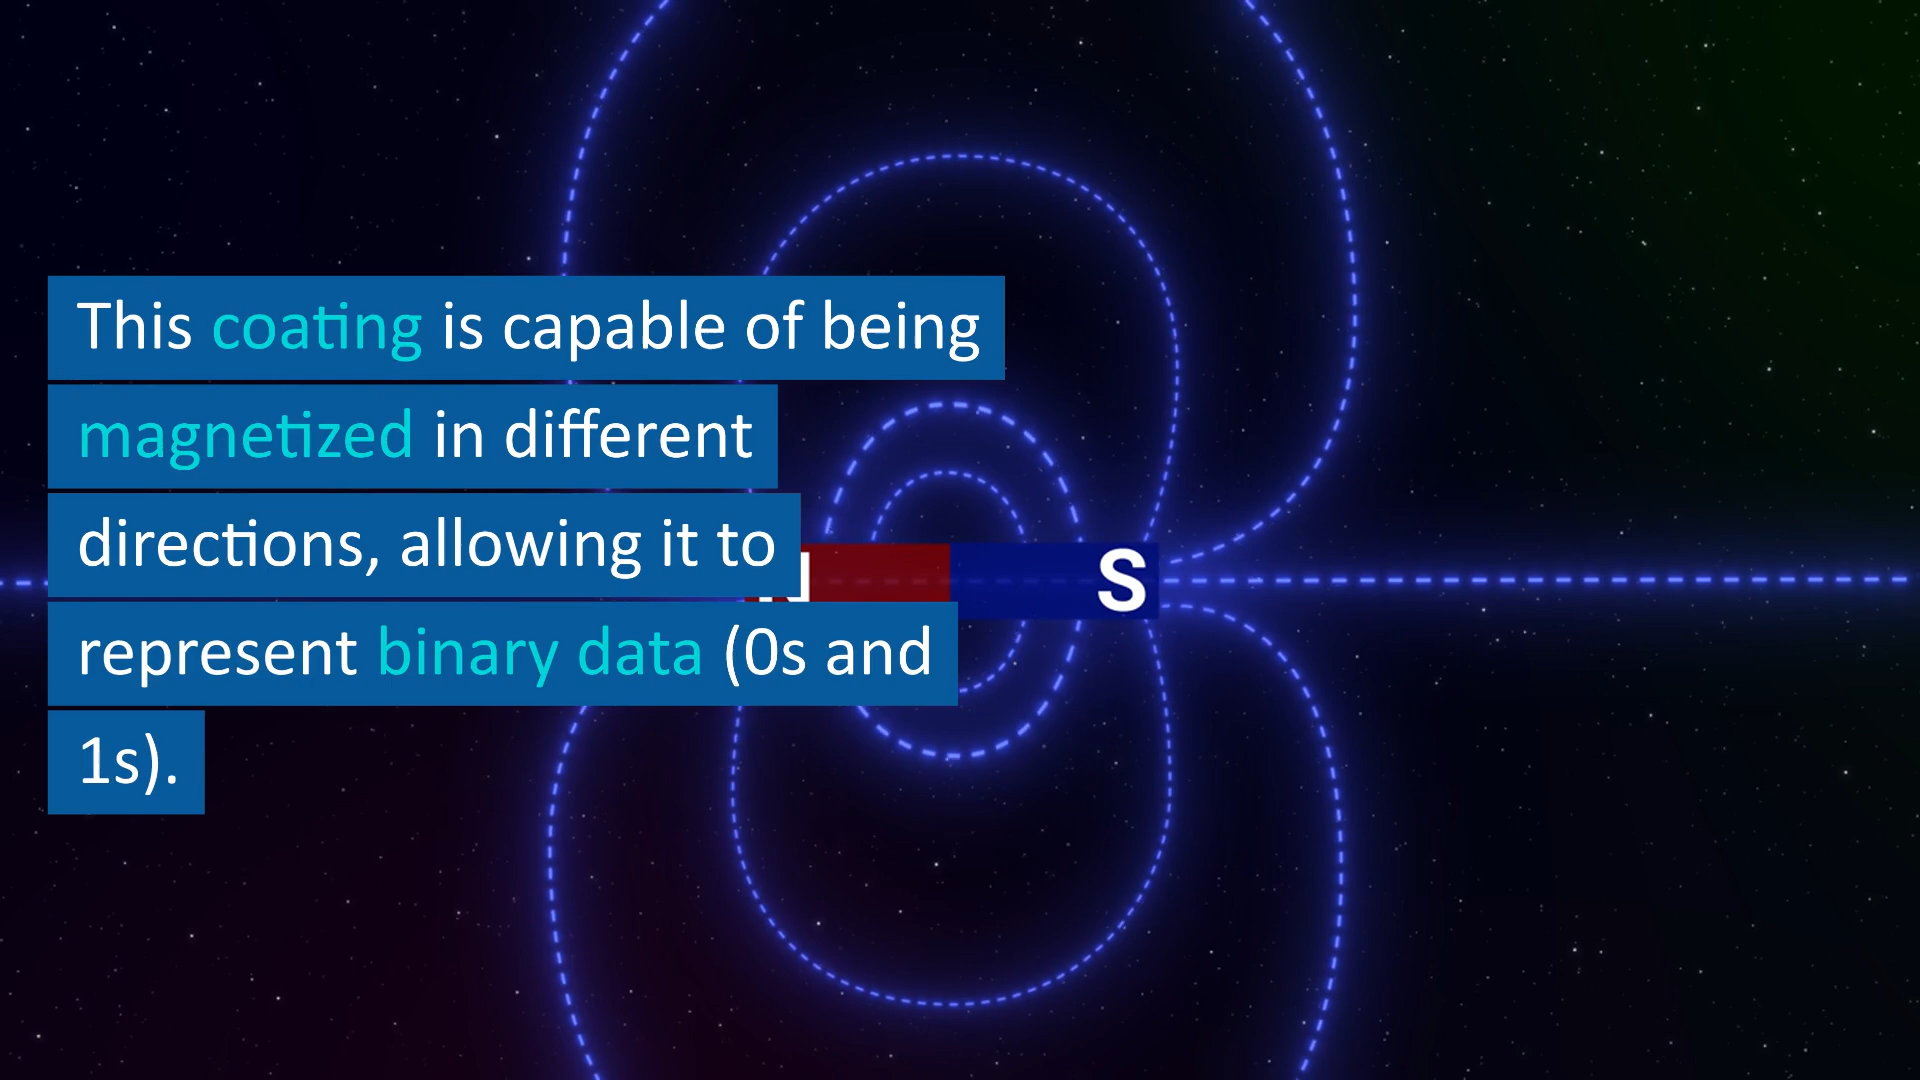 This coating is capable of being
magnetized in different
directions, allowing it to
S
represent binary data (0s and
1s).